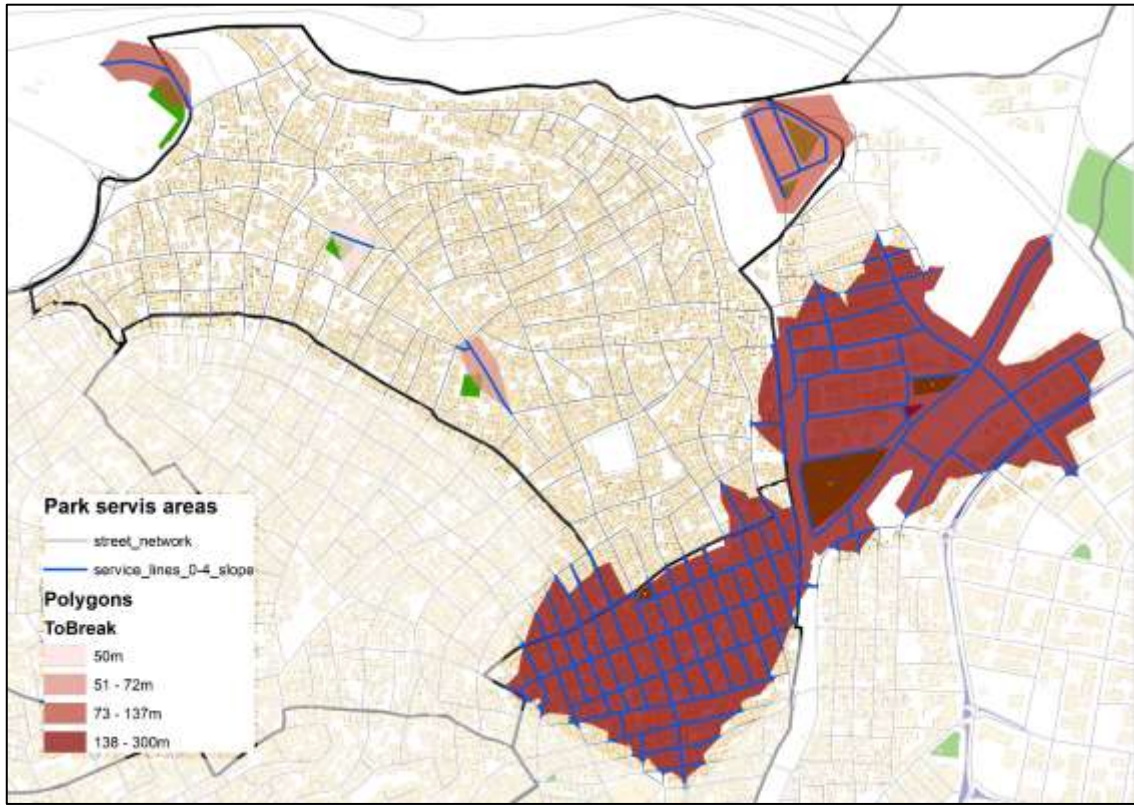 Park servis areas
street_network
service_lines_0-4_slope
Polygons
ToBreak
50m
51 - 72m
73 - 137m
138 - 300m